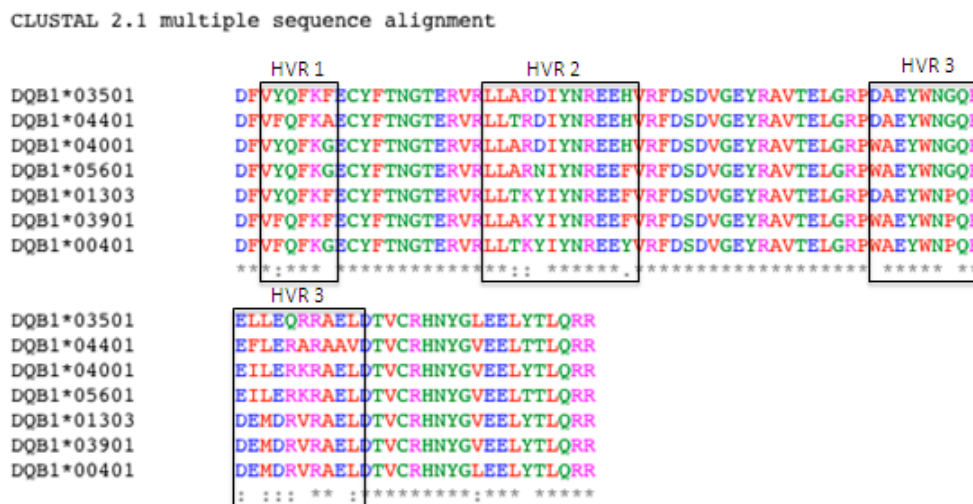 CLUSTAL 2.1 multiple sequence alignment
HVR 1 HVR 2 HVR 3
DQB1*03501 DFVYQFKFECYFTNGTERVRLLARDIYNREEHVRFDSDVGEYRAVTELGRPDAEYWNGQ
DQB1*04401 DFVFQFKAECYFTNGTERVRLLTRDIYNREEHVRFDSDVGEYRAVTELGRPDAEYWNGQ
DQB1*04001 DFVYQFKGECYFTNGTERVRLLARDIYNREEHVRFDSDVGEYRAVTELGRPWAEYWNGQ
DQB1*05601 DFVYQFKGECYFTNGTERVRLLARNIYNREEFVRFDSDVGEYRAVTELGRPWAEYWNGQ
DQB1*01303 DFVYQFKFECYFTNGTERVRLLTKYIYNREEFVRFDSDVGEYRAVTELGRPDAEYWNPQ
DQB1*03901 DFVFQFKFECYFTNGTERVRLLAKYIYNREEFVRFDSDVGEYRAVTELGRPWAEYWNPQ
DQB1*00401 DFVFQFKGECYFTNGTERVRLLTKYIYNREEYVRFDSDVGEYRAVTELGRPWAEYWNPQ
***:*** **************:: ******.******************* ***** **
HVR 3
DQB1*03501 ELLEQRRAELDTVCRHNYGLEELYTLQRR
DQB1*04401 EFLERARAAVDTVCRHNYGVEELTTLQRR
DQB1*04001 EILERKRAELDTVCRHNYGVEELYTLQRR
DQB1*05601 EILERKRAELDTVCRHNYGVEELTTLQRR
DQB1*01303 DEMDRVRAELDTVCRHNYGVEELYTLQRR
DQB1*03901 DEMDRVRAELDTVCRHNYGVEELYTLQRR
DQB1*00401 DEMDRVRAELDTVCRHNYGLEELYTLQRR
: ::: ** :*********:*** *****